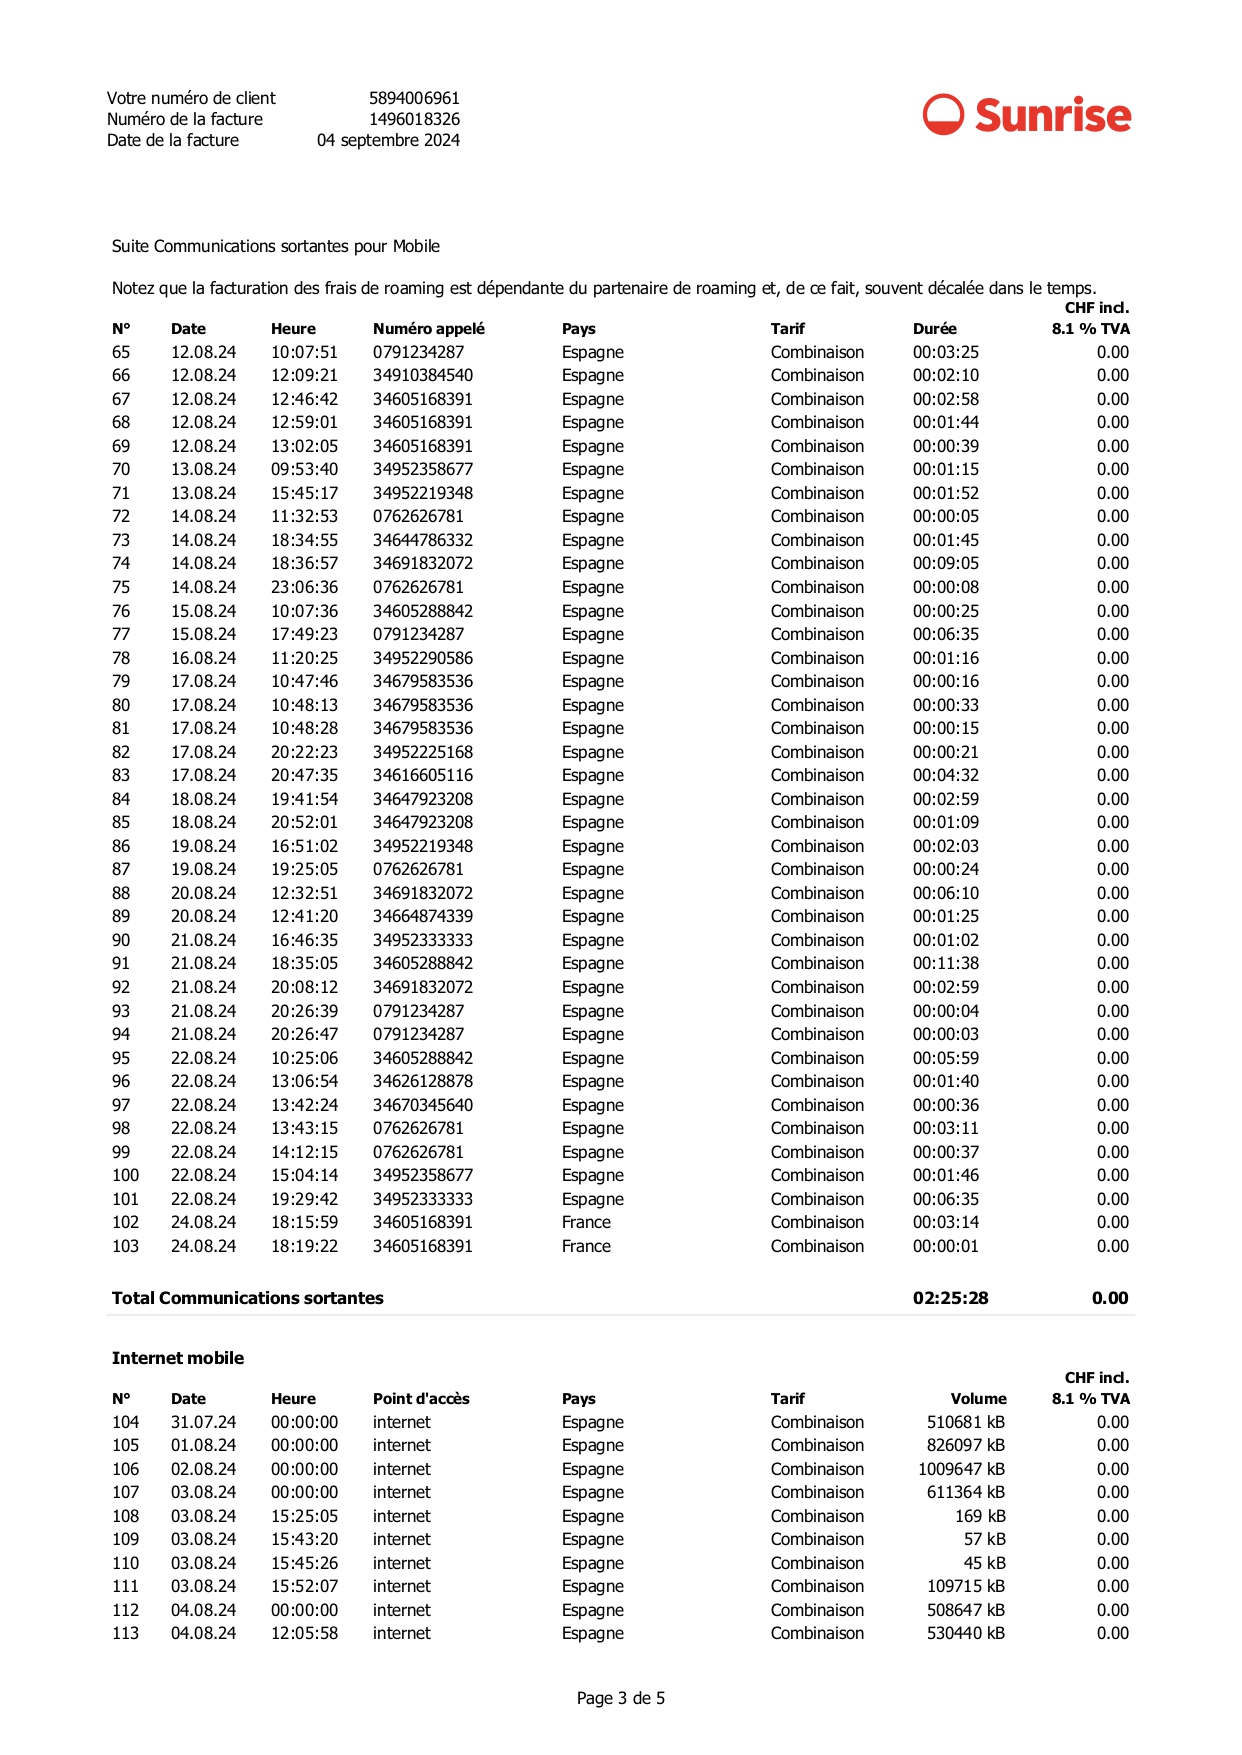 Votre numéro de client 5894006961
Numéro de la facture 1496018326
Date de la facture 04 septembre 2024
Sunrise
Suite Communications sortantes pour Mobile
Notez que la facturation des frais de roaming est dépendante du partenaire de roaming et, de ce fait, souvent décalée dans le temps.
CHF incl.
N° Date Heure Numéro appelé Pays Tarif Durée 8.1 % TVA
65 12.08.24 10:07:51 0791234287 Espagne Combinaison 00:03:25 0.00
66 12.08.24 12:09:21 34910384540 Espagne Combinaison 00:02:10 0.00
67 12.08.24 12:46:42 34605168391 Espagne Combinaison 00:02:58 0.00
68 12.08.24 12:59:01 34605168391 Espagne Combinaison 00:01:44 0.00
69 12.08.24 13:02:05 34605168391 Espagne Combinaison 00:00:39 0.00
70 13.08.24 09:53:40 34952358677 Espagne Combinaison 00:01:15 0.00
71 13.08.24 15:45:17 34952219348 Espagne Combinaison 00:01:52 0.00
72 14.08.24 11:32:53 0762626781 Espagne Combinaison 00:00:05 0.00
73 14.08.24 18:34:55 34644786332 Espagne Combinaison 00:01:45 0.00
74 14.08.24 18:36:57 34691832072 Espagne Combinaison 00:09:05 0.00
75 14.08.24 23:06:36 0762626781 Espagne Combinaison 00:00:08 0.00
76 15.08.24 10:07:36 34605288842 Espagne Combinaison 00:00:25 0.00
77 15.08.24 17:49:23 0791234287 Espagne Combinaison 00:06:35 0.00
78 16.08.24 11:20:25 34952290586 Espagne Combinaison 00:01:16 0.00
79 17.08.24 10:47:46 34679583536 Espagne Combinaison 00:00:16 0.00
80 17.08.24 10:48:13 34679583536 Espagne Combinaison 00:00:33 0.00
81 17.08.24 10:48:28 34679583536 Espagne Combinaison 00:00:15 0.00
82 17.08.24 20:22:23 34952225168 Espagne Combinaison 00:00:21 0.00
83 17.08.24 20:47:35 34616605116 Espagne Combinaison 00:04:32 0.00
84 18.08.24 19:41:54 34647923208 Espagne Combinaison 00:02:59 0.00
85 18.08.24 20:52:01 34647923208 Espagne Combinaison 00:01:09 0.00
86 19.08.24 16:51:02 34952219348 Espagne Combinaison 00:02:03 0.00
87 19.08.24 19:25:05 0762626781 Espagne Combinaison 00:00:24 0.00
88 20.08.24 12:32:51 34691832072 Espagne Combinaison 00:06:10 0.00
89 20.08.24 12:41:20 34664874339 Espagne Combinaison 00:01:25 0.00
90 21.08.24 16:46:35 34952333333 Espagne Combinaison 00:01:02 0.00
91 21.08.24 18:35:05 34605288842 Espagne Combinaison 00:11:38 0.00
92 21.08.24 20:08:12 34691832072 Espagne Combinaison 00:02:59 0.00
93 21.08.24 20:26:39 0791234287 Espagne Combinaison 00:00:04 0.00
94 21.08.24 20:26:47 0791234287 Espagne Combinaison 00:00:03 0.00
95 22.08.24 10:25:06 34605288842 Espagne Combinaison 00:05:59 0.00
96 22.08.24 13:06:54 34626128878 Espagne Combinaison 00:01:40 0.00
97 22.08.24 13:42:24 34670345640 Espagne Combinaison 00:00:36 0.00
98 22.08.24 13:43:15 0762626781 Espagne Combinaison 00:03:11 0.00
99 22.08.24 14:12:15 0762626781 Espagne Combinaison 00:00:37 0.00
100 22.08.24 15:04:14 34952358677 Espagne Combinaison 00:01:46 0.00
101 22.08.24 19:29:42 34952333333 Espagne Combinaison 00:06:35 0.00
102 24.08.24 18:15:59 34605168391 France Combinaison 00:03:14 0.00
103 24.08.24 18:19:22 34605168391 France Combinaison 00:00:01 0.00
Total Communications sortantes 02:25:28 0.00
Internet mobile
CHF incl.
N° Date Heure Point d'accès Pays Tarif Volume 8.1 % TVA
104 31.07.24 00:00:00 internet Espagne Combinaison 510681 kB 0.00
105 01.08.24 00:00:00 internet Espagne Combinaison 826097 kB 0.00
106 02.08.24 00:00:00 internet Espagne Combinaison 1009647 kB 0.00
107 03.08.24 00:00:00 internet Espagne Combinaison 611364 kB 0.00
108 03.08.24 15:25:05 internet Espagne Combinaison 169 kB 0.00
109 03.08.24 15:43:20 internet Espagne Combinaison 57 kB 0.00
110 03.08.24 15:45:26 internet Espagne Combinaison 45 kB 0.00
111 03.08.24 15:52:07 internet Espagne Combinaison 109715 kB 0.00
112 04.08.24 00:00:00 internet Espagne Combinaison 508647 kB 0.00
113 04.08.24 12:05:58 internet Espagne Combinaison 530440 kB 0.00
Page 3 de 5